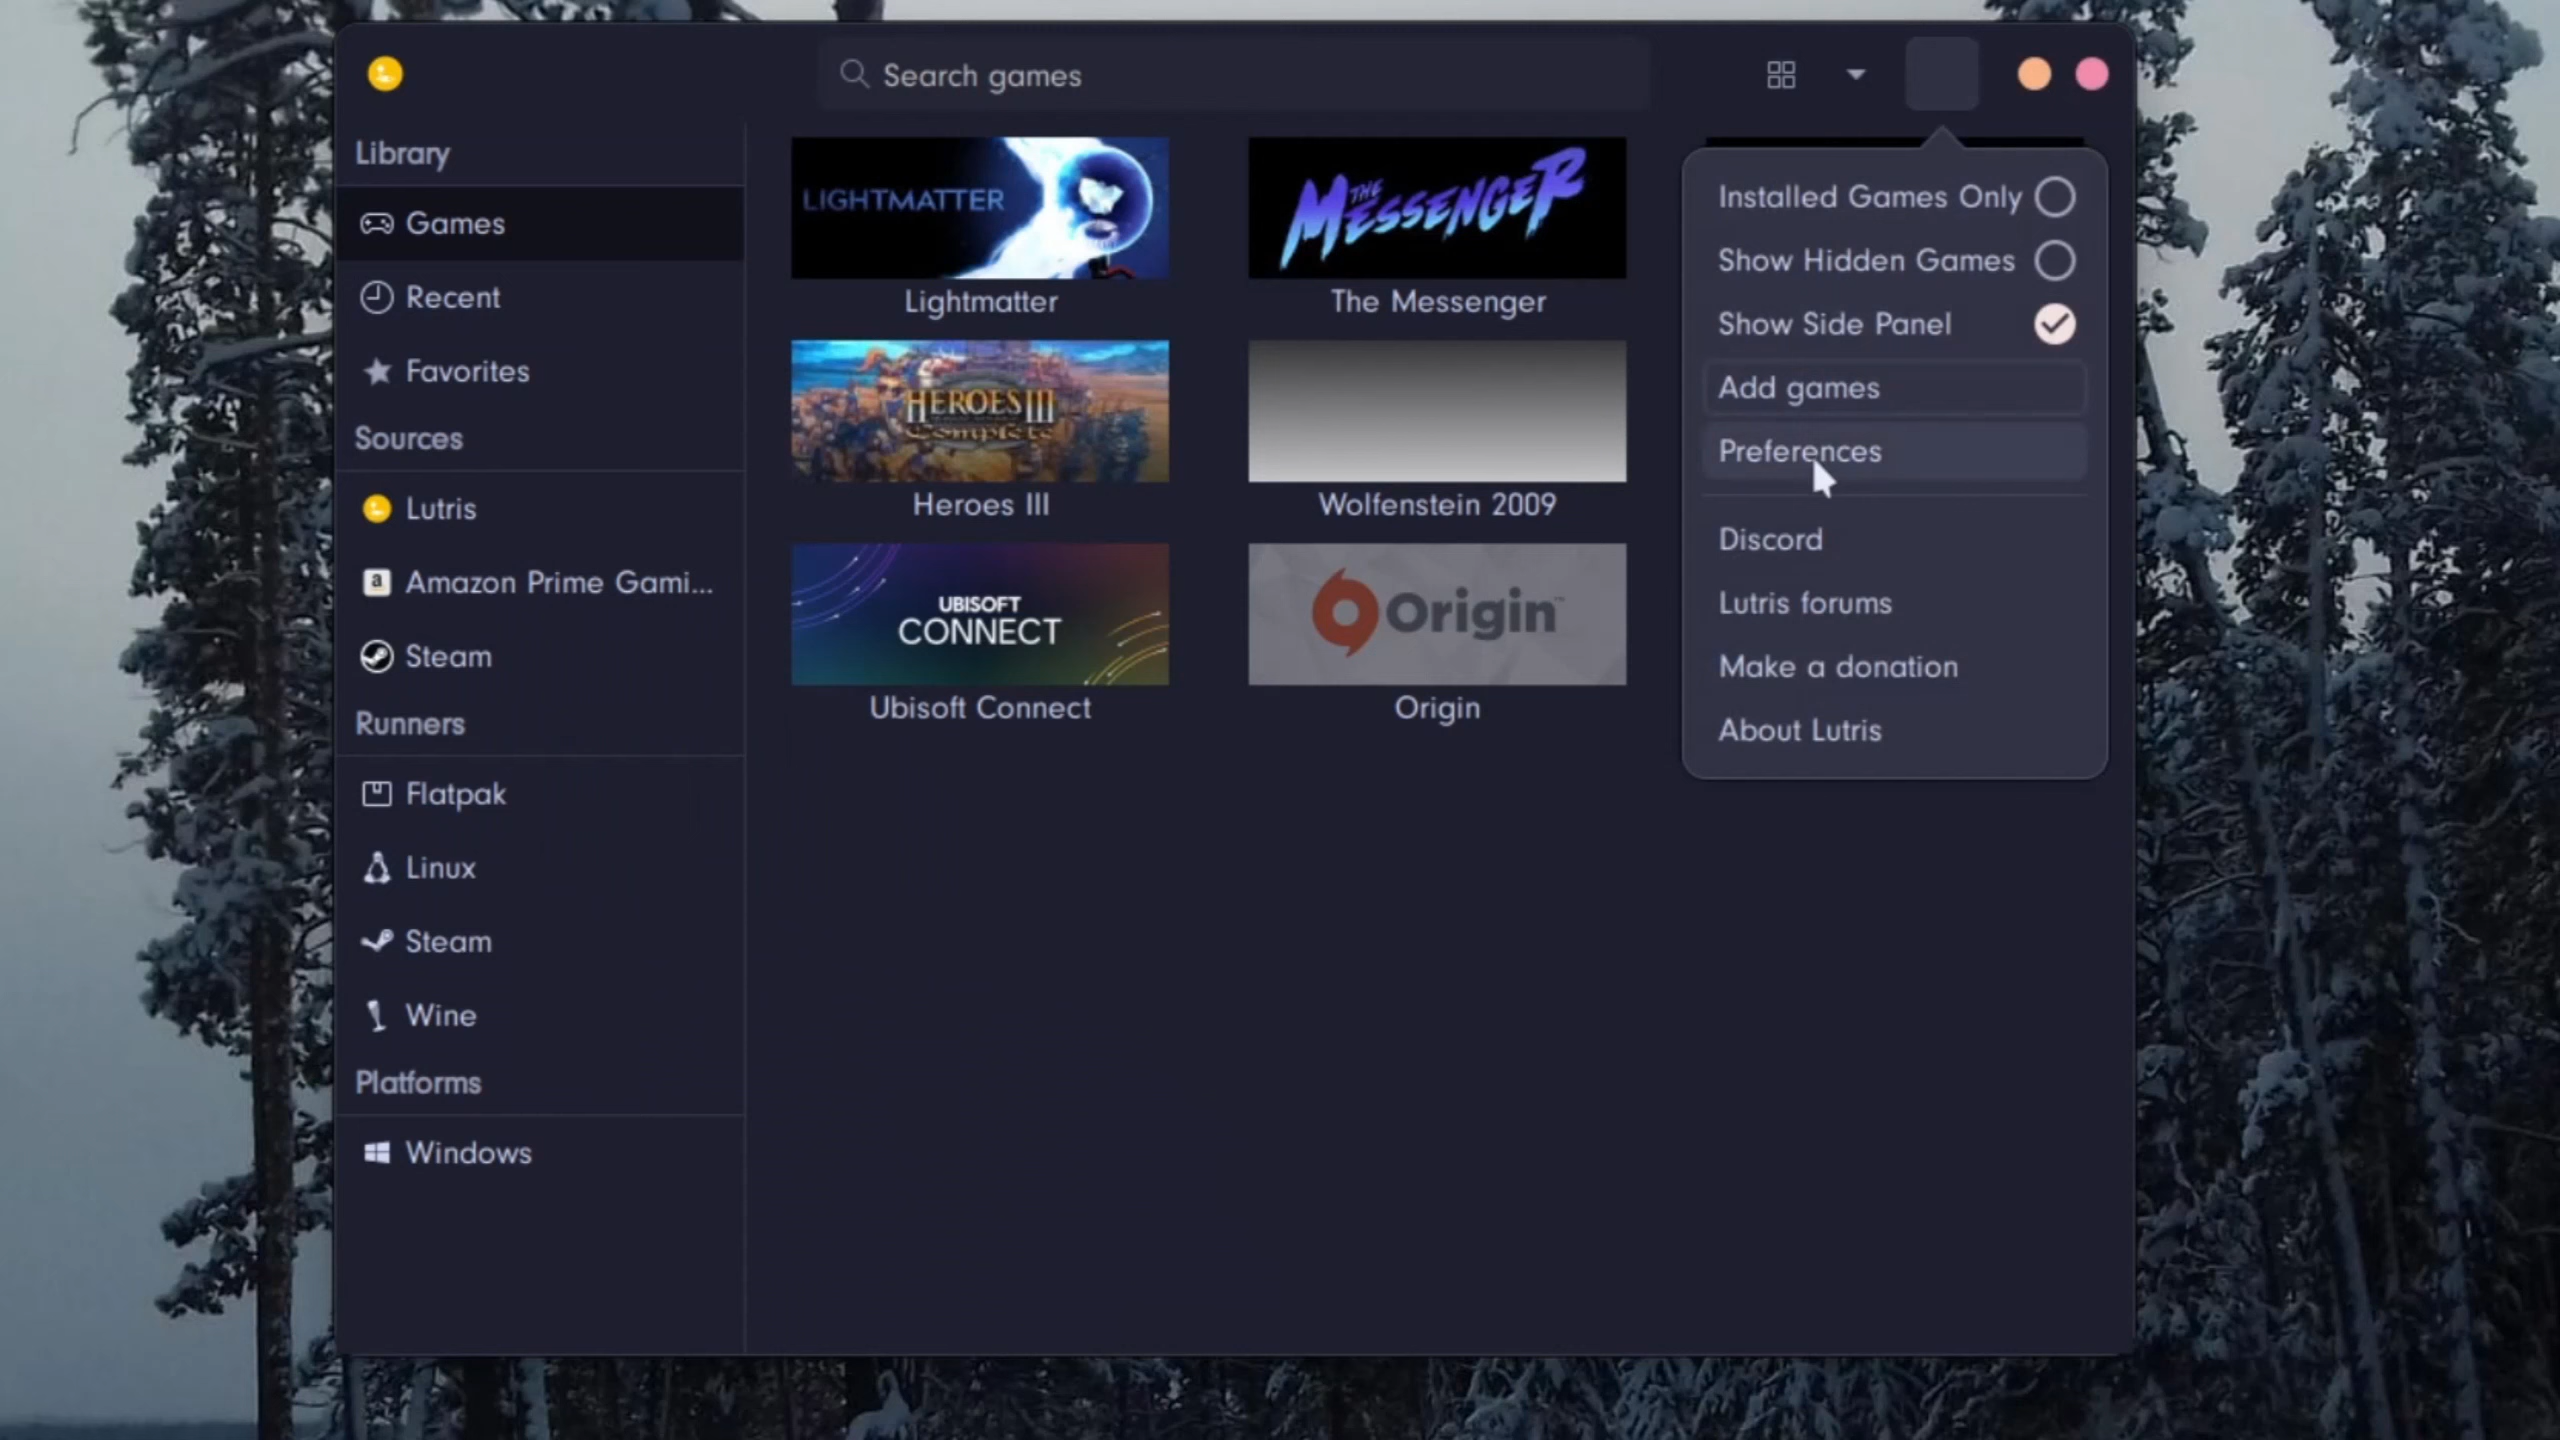 Search games
Library
Games
Recent
Favorites
Sources
Lutris
a
Amazon Prime Gami...
Steam
Runners
Flatpak
Linux
Steam
Wine
Platforms
Windows
LIGHTMATTER
Lightmatter
THE
MESSENGER
The Messenger
HEROES III
Complete
Heroes III
Wolfenstein 2009
UBISOFT
CONNECT
Ubisoft Connect
Origin™
Origin
Installed Games Only
Show Hidden Games
Show Side Panel
Add games
Preferences
Discord
Lutris forums
Make a donation
About Lutris